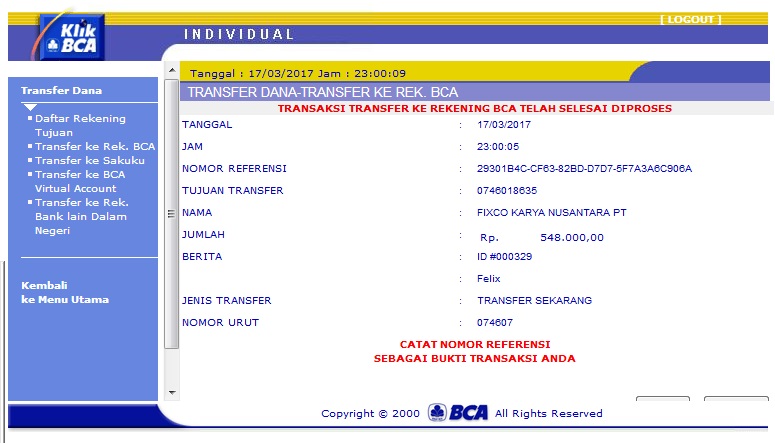 Klik
BCA
INDIVIDUAL
[ LOGOUT ]
Transfer Dana
Daftar Rekening
Tujuan
Transfer ke Rek. BCA
Transfer ke Sakuku
Transfer ke BCA
Virtual Account
Transfer ke Rek.
Bank lain Dalam
Negeri
Kembali
ke Menu Utama
Tanggal : 17/03/2017 Jam : 23:00:09
TRANSFER DANA-TRANSFER KE REK. BCA
TRANSAKSI TRANSFER KE REKENING BCA TELAH SELESAI DIPROSES
TANGGAL : 17/03/2017
JAM : 23:00:05
NOMOR REFERENSI : 29301B4C-CF63-82BD-D7D7-5F7A3A6C906A
TUJUAN TRANSFER : 0746018635
NAMA : FIXCO KARYA NUSANTARA PT
JUMLAH : Rp. 548.000,00
BERITA : ID #000329
: Felix
JENIS TRANSFER : TRANSFER SEKARANG
NOMOR URUT : 074607
CATAT NOMOR REFERENSI
SEBAGAI BUKTI TRANSAKSI ANDA
Copyright © 2000 BCA All Rights Reserved